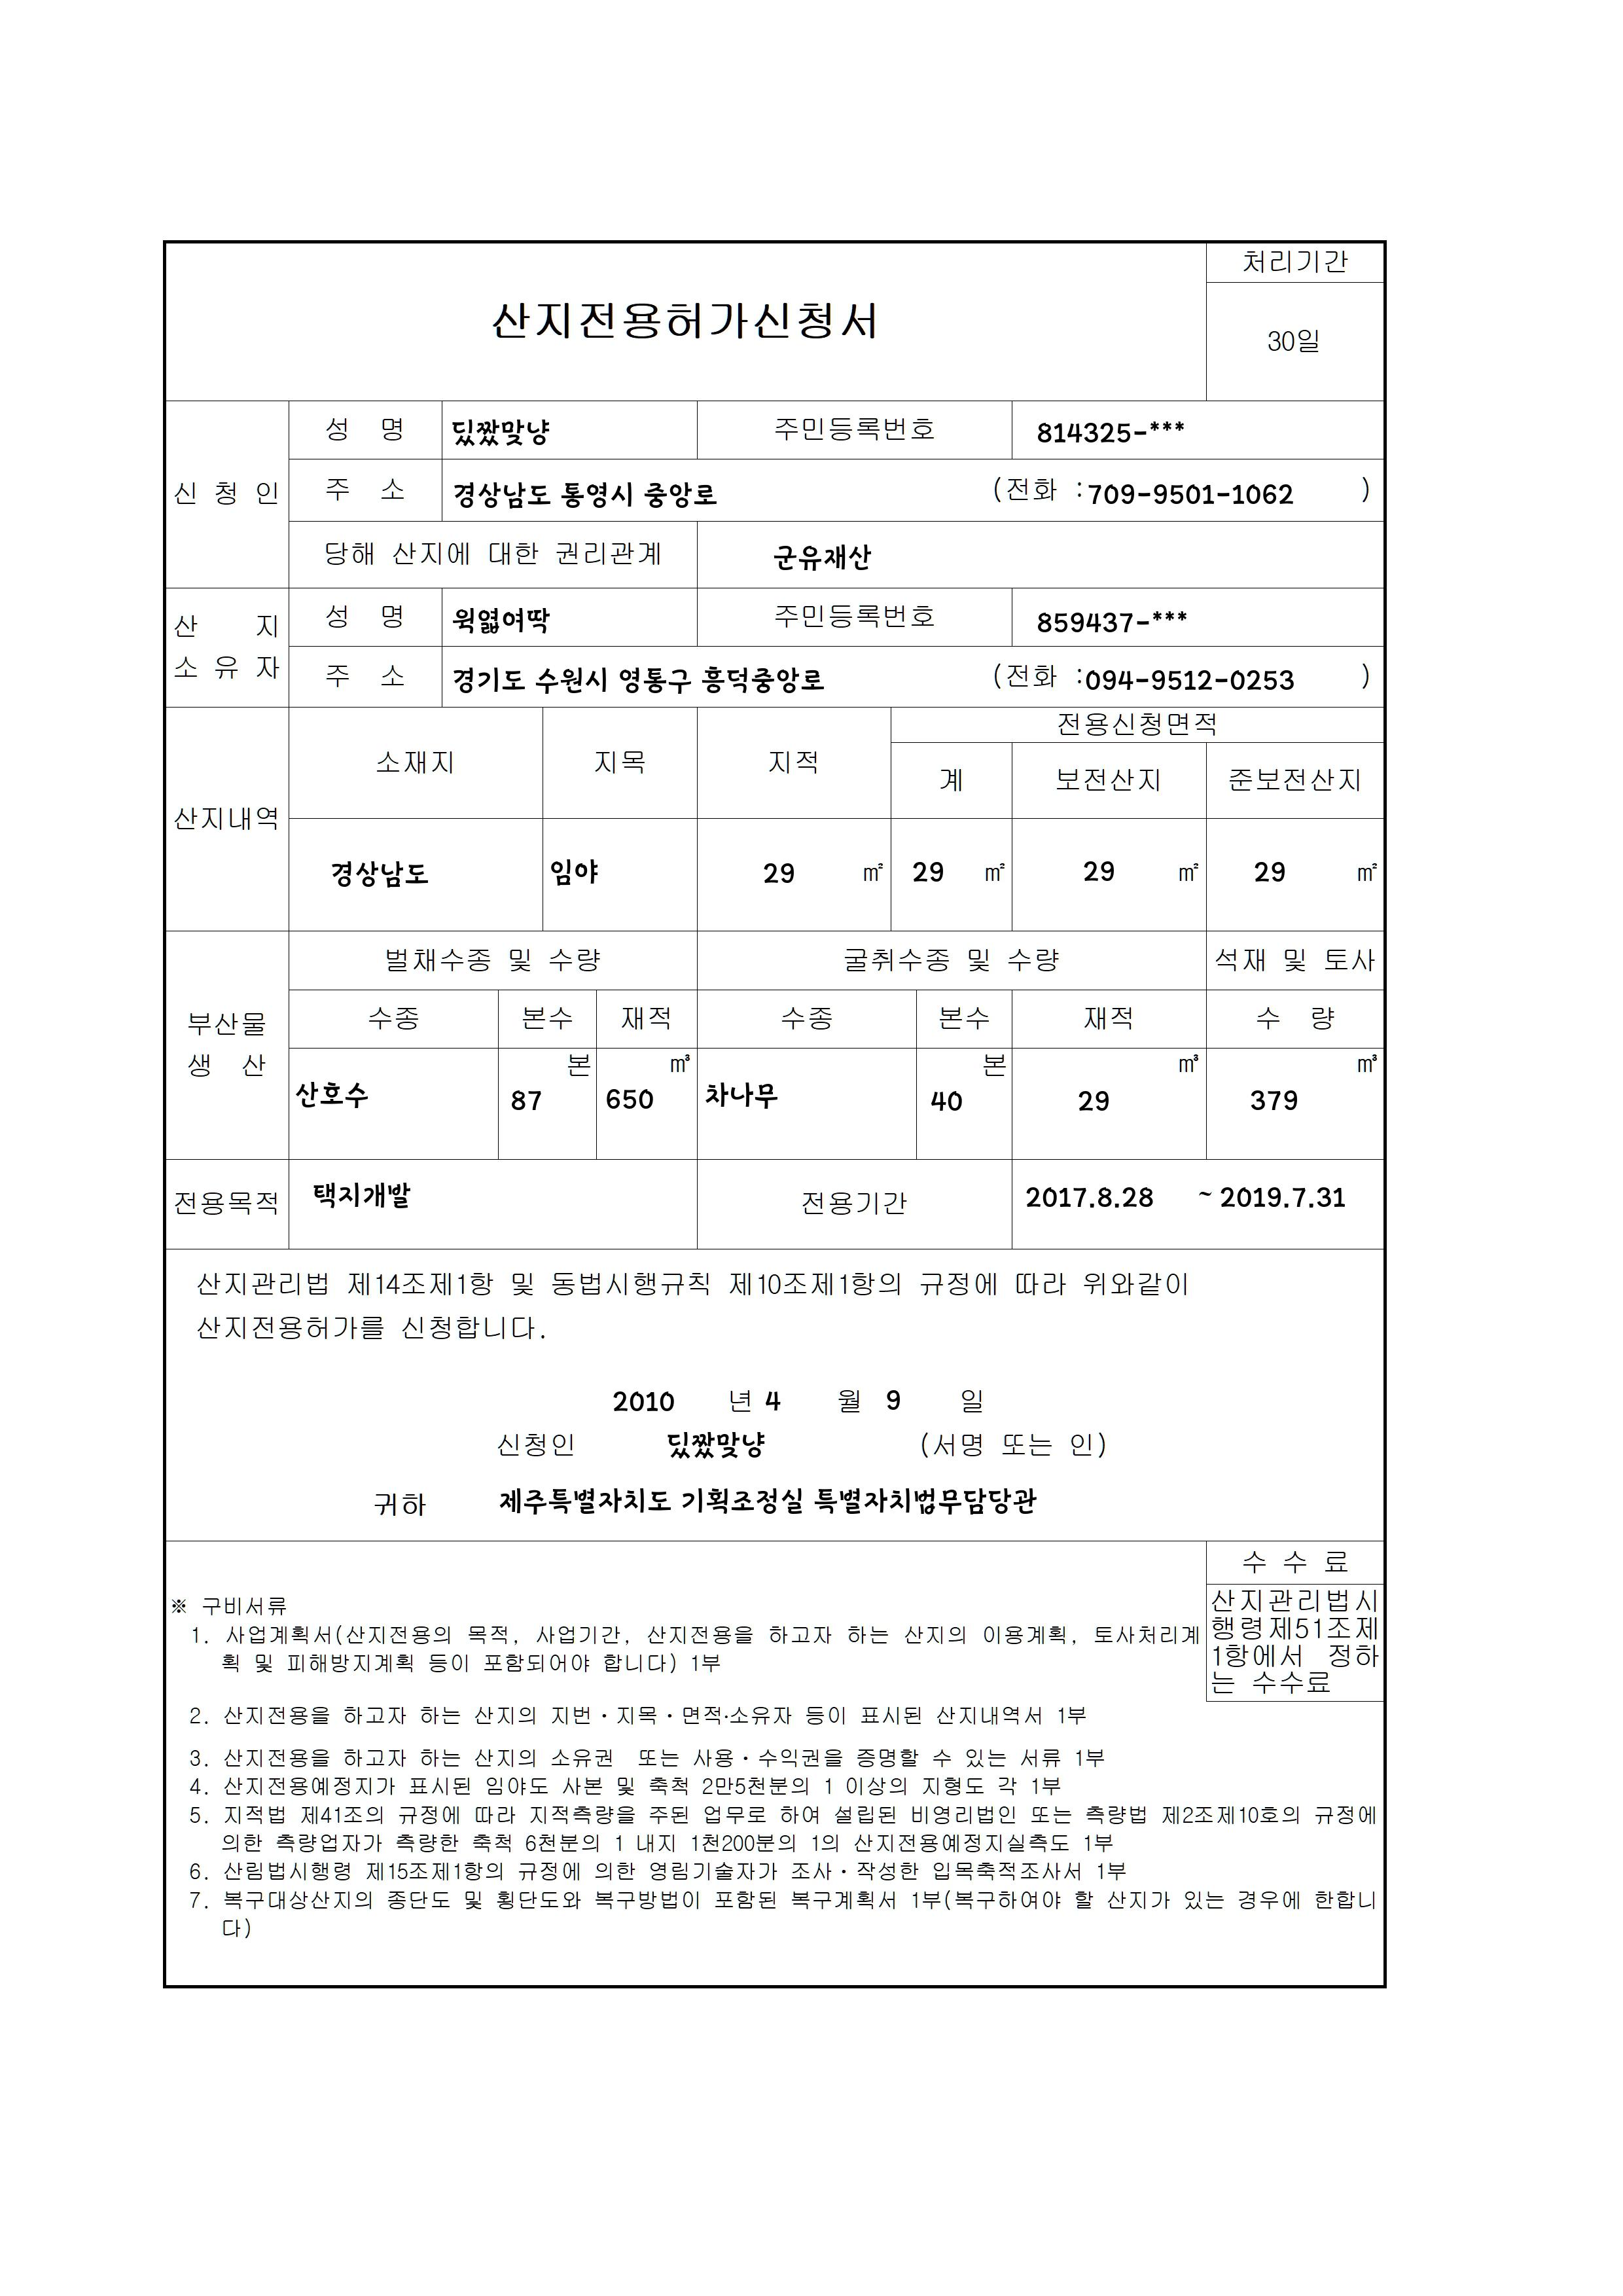 처리기간
산지전용허가신청서
30일
신 청 인
성 명 딨짰맞냥 주민등록번호 814325-***
주 소 경상남도 통영시 중앙로 (전화 :709-9501-1062 )
당해 산지에 대한 권리관계 군유재산
산 지
소 유 자
성 명 윅엷여딱 주민등록번호 859437-***
주 소 경기도 수원시 영통구 흥덕중앙로 (전화 :094-9512-0253 )
산지내역
소재지 지목 지적 전용신청면적
계 보전산지 준보전산지
경상남도 임야 29 ㎡ 29 ㎡ 29 ㎡ 29 ㎡
부산물
생 산
벌채수종 및 수량 굴취수종 및 수량 석재 및 토사
수종 본수 재적 수종 본수 재적 수 량
본 ㎥ 본 ㎥ ㎥
산호수 87 650 차나무 40 29 379
전용목적 택지개발 전용기간 2017.8.28 ~ 2019.7.31
산지관리법 제14조제1항 및 동법시행규칙 제10조제1항의 규정에 따라 위와같이
산지전용허가를 신청합니다.
2010 년 4 월 9 일
신청인 딨짰맞냥 (서명 또는 인)
귀하 제주특별자치도 기획조정실 특별자치법무담당관
수 수 료
산지관리법시
행령제51조제
1항에서 정하
는 수수료
※ 구비서류
1. 사업계획서(산지전용의 목적, 사업기간, 산지전용을 하고자 하는 산지의 이용계획, 토사처리계
획 및 피해방지계획 등이 포함되어야 합니다) 1부
2. 산지전용을 하고자 하는 산지의 지번·지목·면적·소유자 등이 표시된 산지내역서 1부
3. 산지전용을 하고자 하는 산지의 소유권 또는 사용·수익권을 증명할 수 있는 서류 1부
4. 산지전용예정지가 표시된 임야도 사본 및 축척 2만5천분의 1 이상의 지형도 각 1부
5. 지적법 제41조의 규정에 따라 지적측량을 주된 업무로 하여 설립된 비영리법인 또는 측량법 제2조제10호의 규정에
의한 측량업자가 측량한 축척 6천분의 1 내지 1천200분의 1의 산지전용예정지실측도 1부
6. 산림법시행령 제15조제1항의 규정에 의한 영림기술자가 조사·작성한 입목축적조사서 1부
7. 복구대상산지의 종단도 및 횡단도와 복구방법이 포함된 복구계획서 1부(복구하여야 할 산지가 있는 경우에 한합니
다)